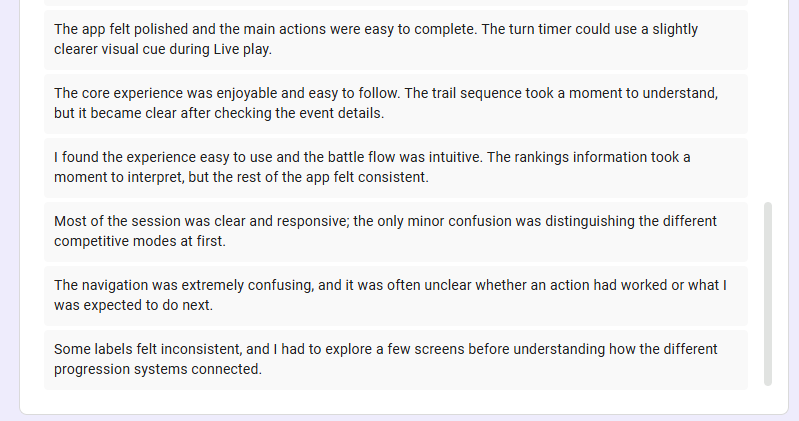 The app felt polished and the main actions were easy to complete. The turn timer could use a slightly
clearer visual cue during Live play.
The core experience was enjoyable and easy to follow. The trail sequence took a moment to understand,
but it became clear after checking the event details.
I found the experience easy to use and the battle flow was intuitive. The rankings information took a
moment to interpret, but the rest of the app felt consistent.
Most of the session was clear and responsive; the only minor confusion was distinguishing the different
competitive modes at first.
The navigation was extremely confusing, and it was often unclear whether an action had worked or what I
was expected to do next.
Some labels felt inconsistent, and I had to explore a few screens before understanding how the different
progression systems connected.